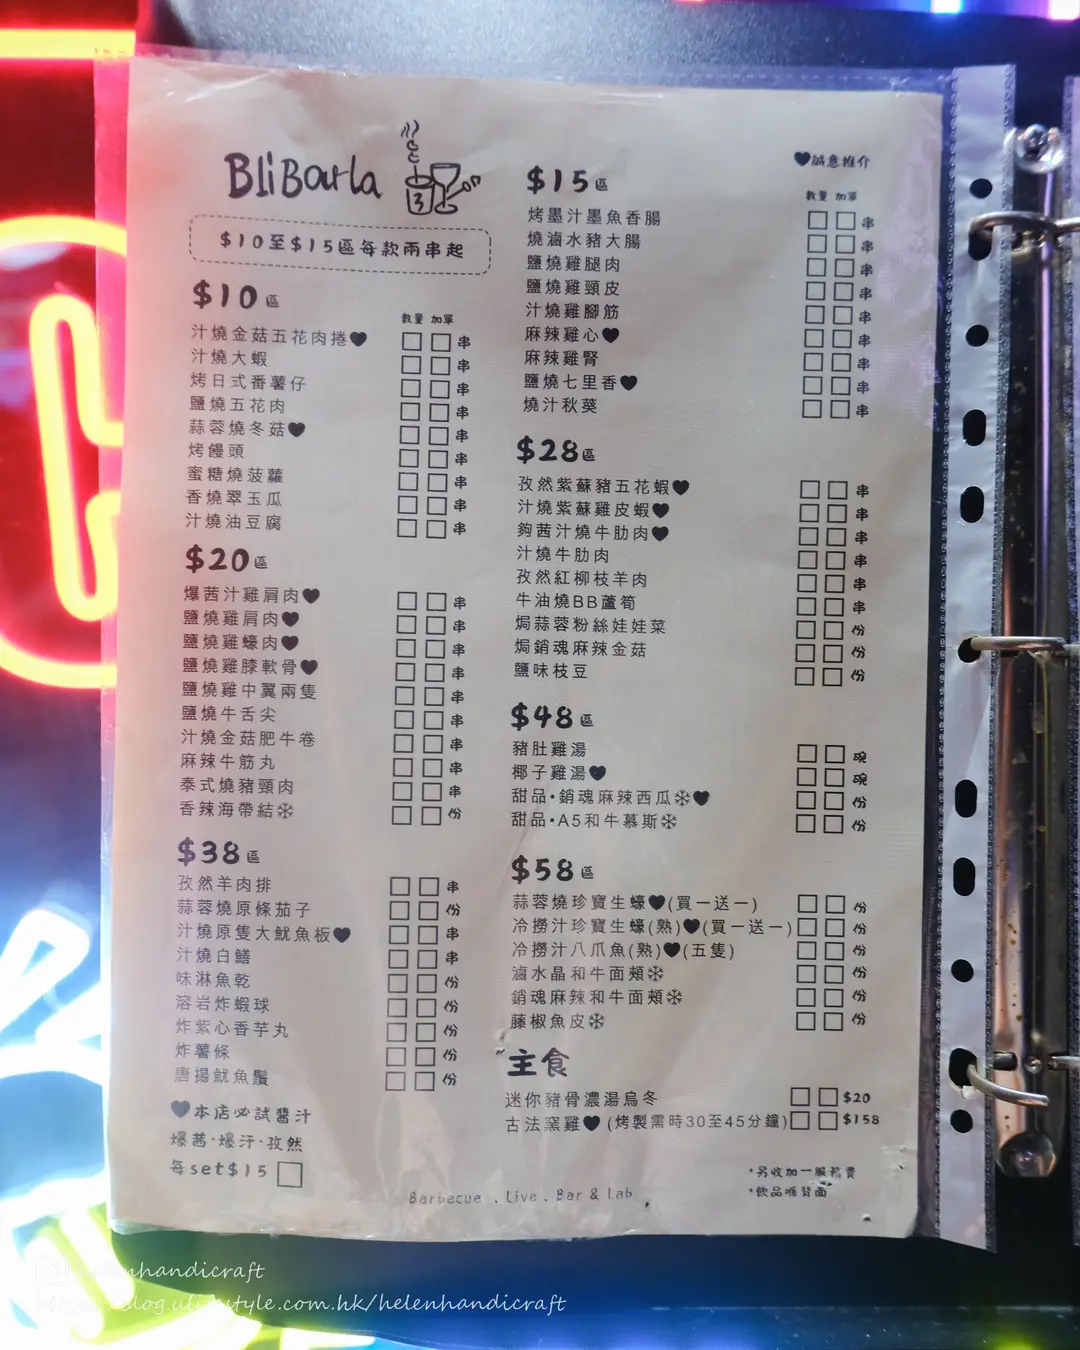 BliBarla
$10至$15區每款兩串起
$10區
數量 加單
汁燒金菇五花肉捲♥ 串
汁燒大蝦 串
烤日式番薯仔 串
鹽燒五花肉 串
蒜蓉燒冬菇♥ 串
烤饅頭 串
蜜糖燒菠蘿 串
香燒翠玉瓜 串
汁燒油豆腐 串
$20區
爆茜汁雞肩肉♥ 串
鹽燒雞肩肉♥ 串
鹽燒雞蠔肉♥ 串
鹽燒雞膝軟骨♥ 串
鹽燒雞中翼兩隻 串
鹽燒牛舌尖 串
汁燒金菇肥牛卷 串
麻辣牛筋丸 串
泰式燒豬頸肉 串
香辣海帶結❄ 份
$38區
孜然羊肉排 串
蒜蓉燒原條茄子 份
汁燒原隻大魷魚板♥ 串
汁燒白鱔 串
味淋魚乾 份
溶岩炸蝦球 份
炸紫心香芋丸 份
炸薯條 份
唐揚魷魚鬚 份
♥本店必試醬汁
爆茜·爆汗·孜然
每set$15
♥誠意推介
$15區
數量 加單
烤墨汁墨魚香腸 串
燒滷水豬大腸 串
鹽燒雞腿肉 串
鹽燒雞頸皮 串
汁燒雞腳筋 串
麻辣雞心♥ 串
麻辣雞腎 串
鹽燒七里香♥ 串
燒汁秋葵 串
$28區
孜然紫蘇豬五花蝦♥ 串
汁燒紫蘇雞皮蝦♥ 串
夠茜汁燒牛肋肉♥ 串
汁燒牛肋肉 串
孜然紅柳枝羊肉 串
牛油燒BB蘆筍 串
焗蒜蓉粉絲娃娃菜 份
焗銷魂麻辣金菇 份
鹽味枝豆 份
$48區
豬肚雞湯 碗
椰子雞湯♥ 碗
甜品•銷魂麻辣西瓜❄♥ 份
甜品•A5和牛慕斯❄ 份
$58區
蒜蓉燒珍寶生蠔♥(買一送一) 份
冷撈汁珍寶生蠔(熟)♥(買一送一) 份
冷撈汁八爪魚(熟)♥(五隻) 份
滷水晶和牛面頰❄ 份
銷魂麻辣和牛面頰❄ 份
藤椒魚皮❄ 份
主食
迷你豬骨濃湯烏冬 $20
古法窯雞♥(烤製需時30至45分鐘) $158
*另收加一服務費
*飲品喺背面
Barbecue . Live . Bar & Lab
helenhandicraft
https://blog.ulifestyle.com.hk/helenhandicraft